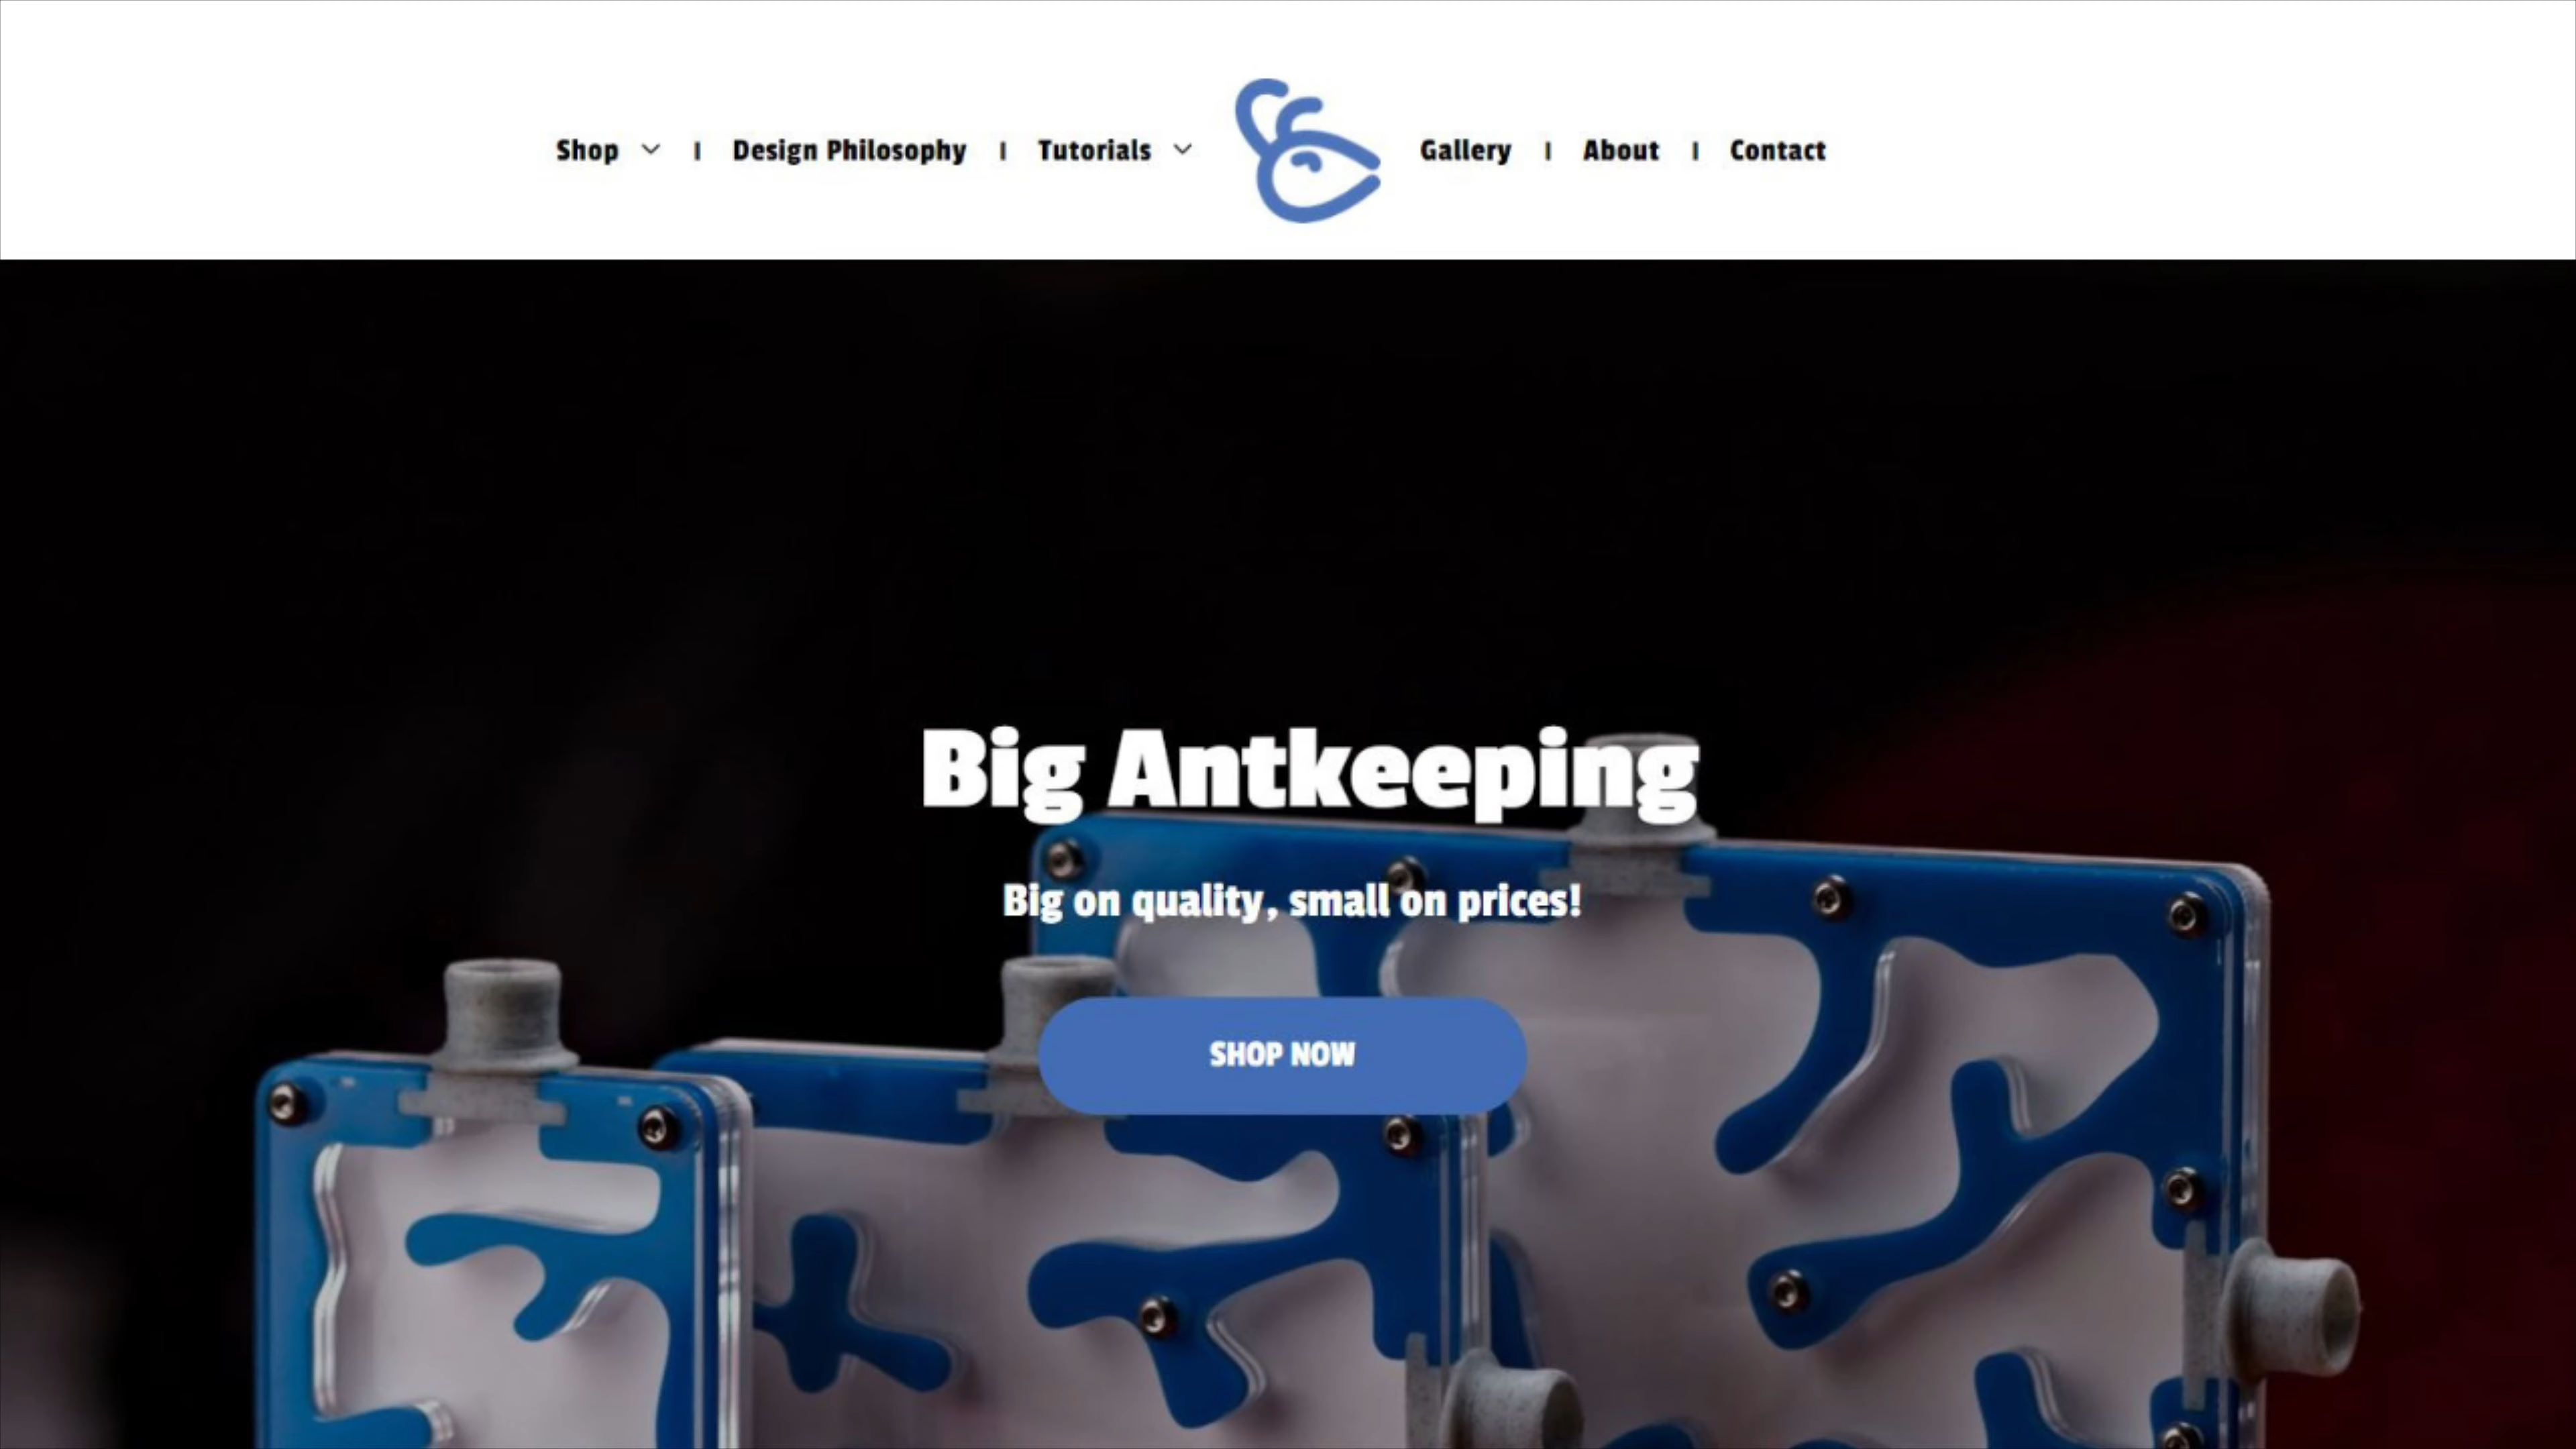 Shop | Design Philosophy | Tutorials Gallery | About | Contact
Big Antkeeping
Big on quality, small on prices!
SHOP NOW